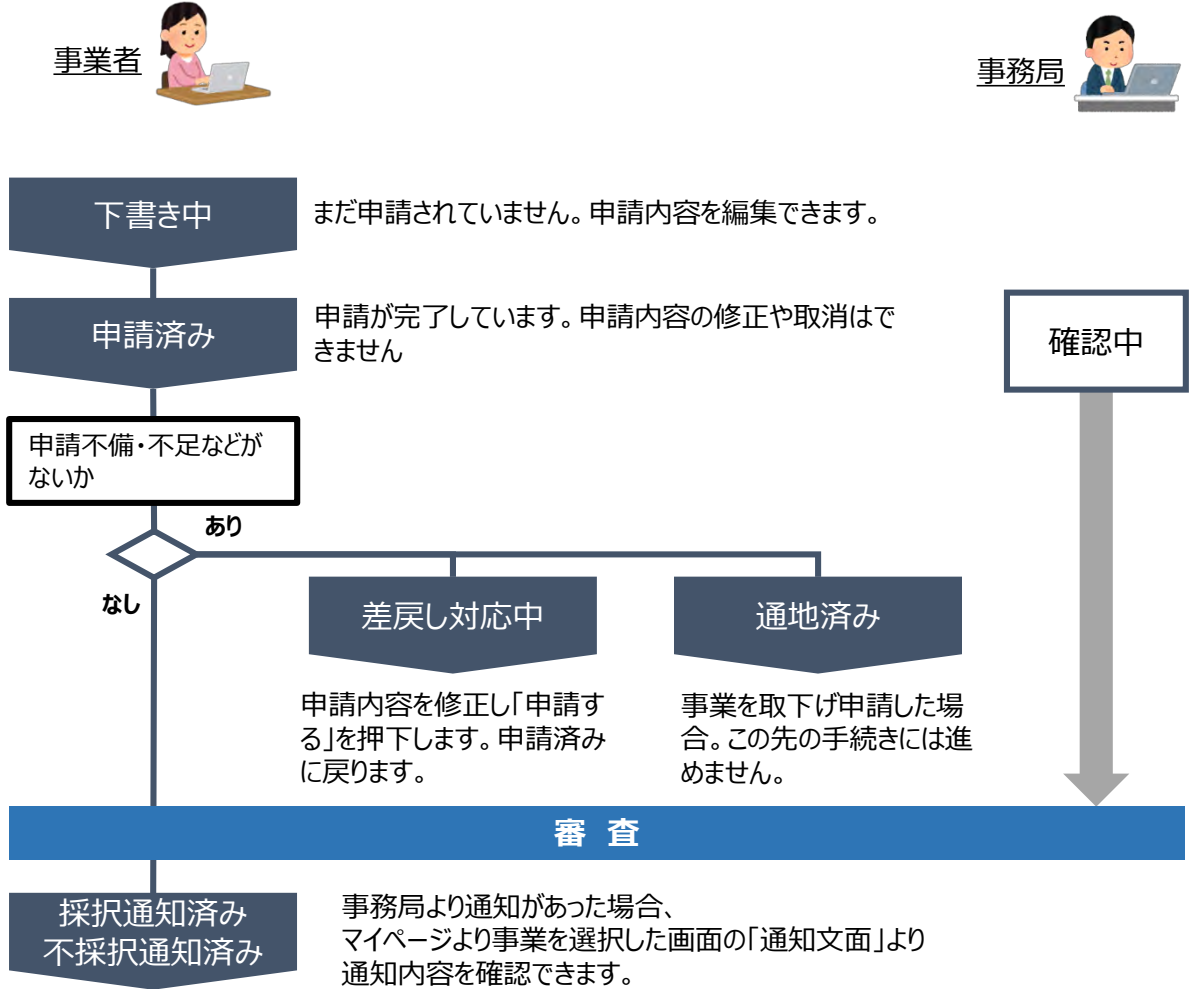 事業者
事務局
下書き中
まだ申請されていません。申請内容を編集できます。
申請済み
申請が完了しています。申請内容の修正や取消はで
きません
確認中
申請不備・不足などが
ないか
あり
なし
差戻し対応中
通地済み
申請内容を修正し「申請す
る」を押下します。申請済み
に戻ります。
事業を取下げ申請した場
合。この先の手続きには進
めません。
審 査
採択通知済み
不採択通知済み
事務局より通知があった場合、
マイページより事業を選択した画面の「通知文面」より
通知内容を確認できます。